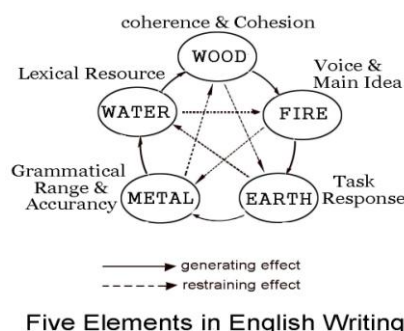 coherence & Cohesion
WOOD
Lexical Resource
Voice &
Main Idea
WATER
FIRE
Grammatical
Range &
Accurancy
METAL
EARTH
Task
Response
generating effect
restraining effect
Five Elements in English Writing